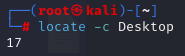 ┌──(root㉿kali)-[~]
└─# locate -c Desktop
17